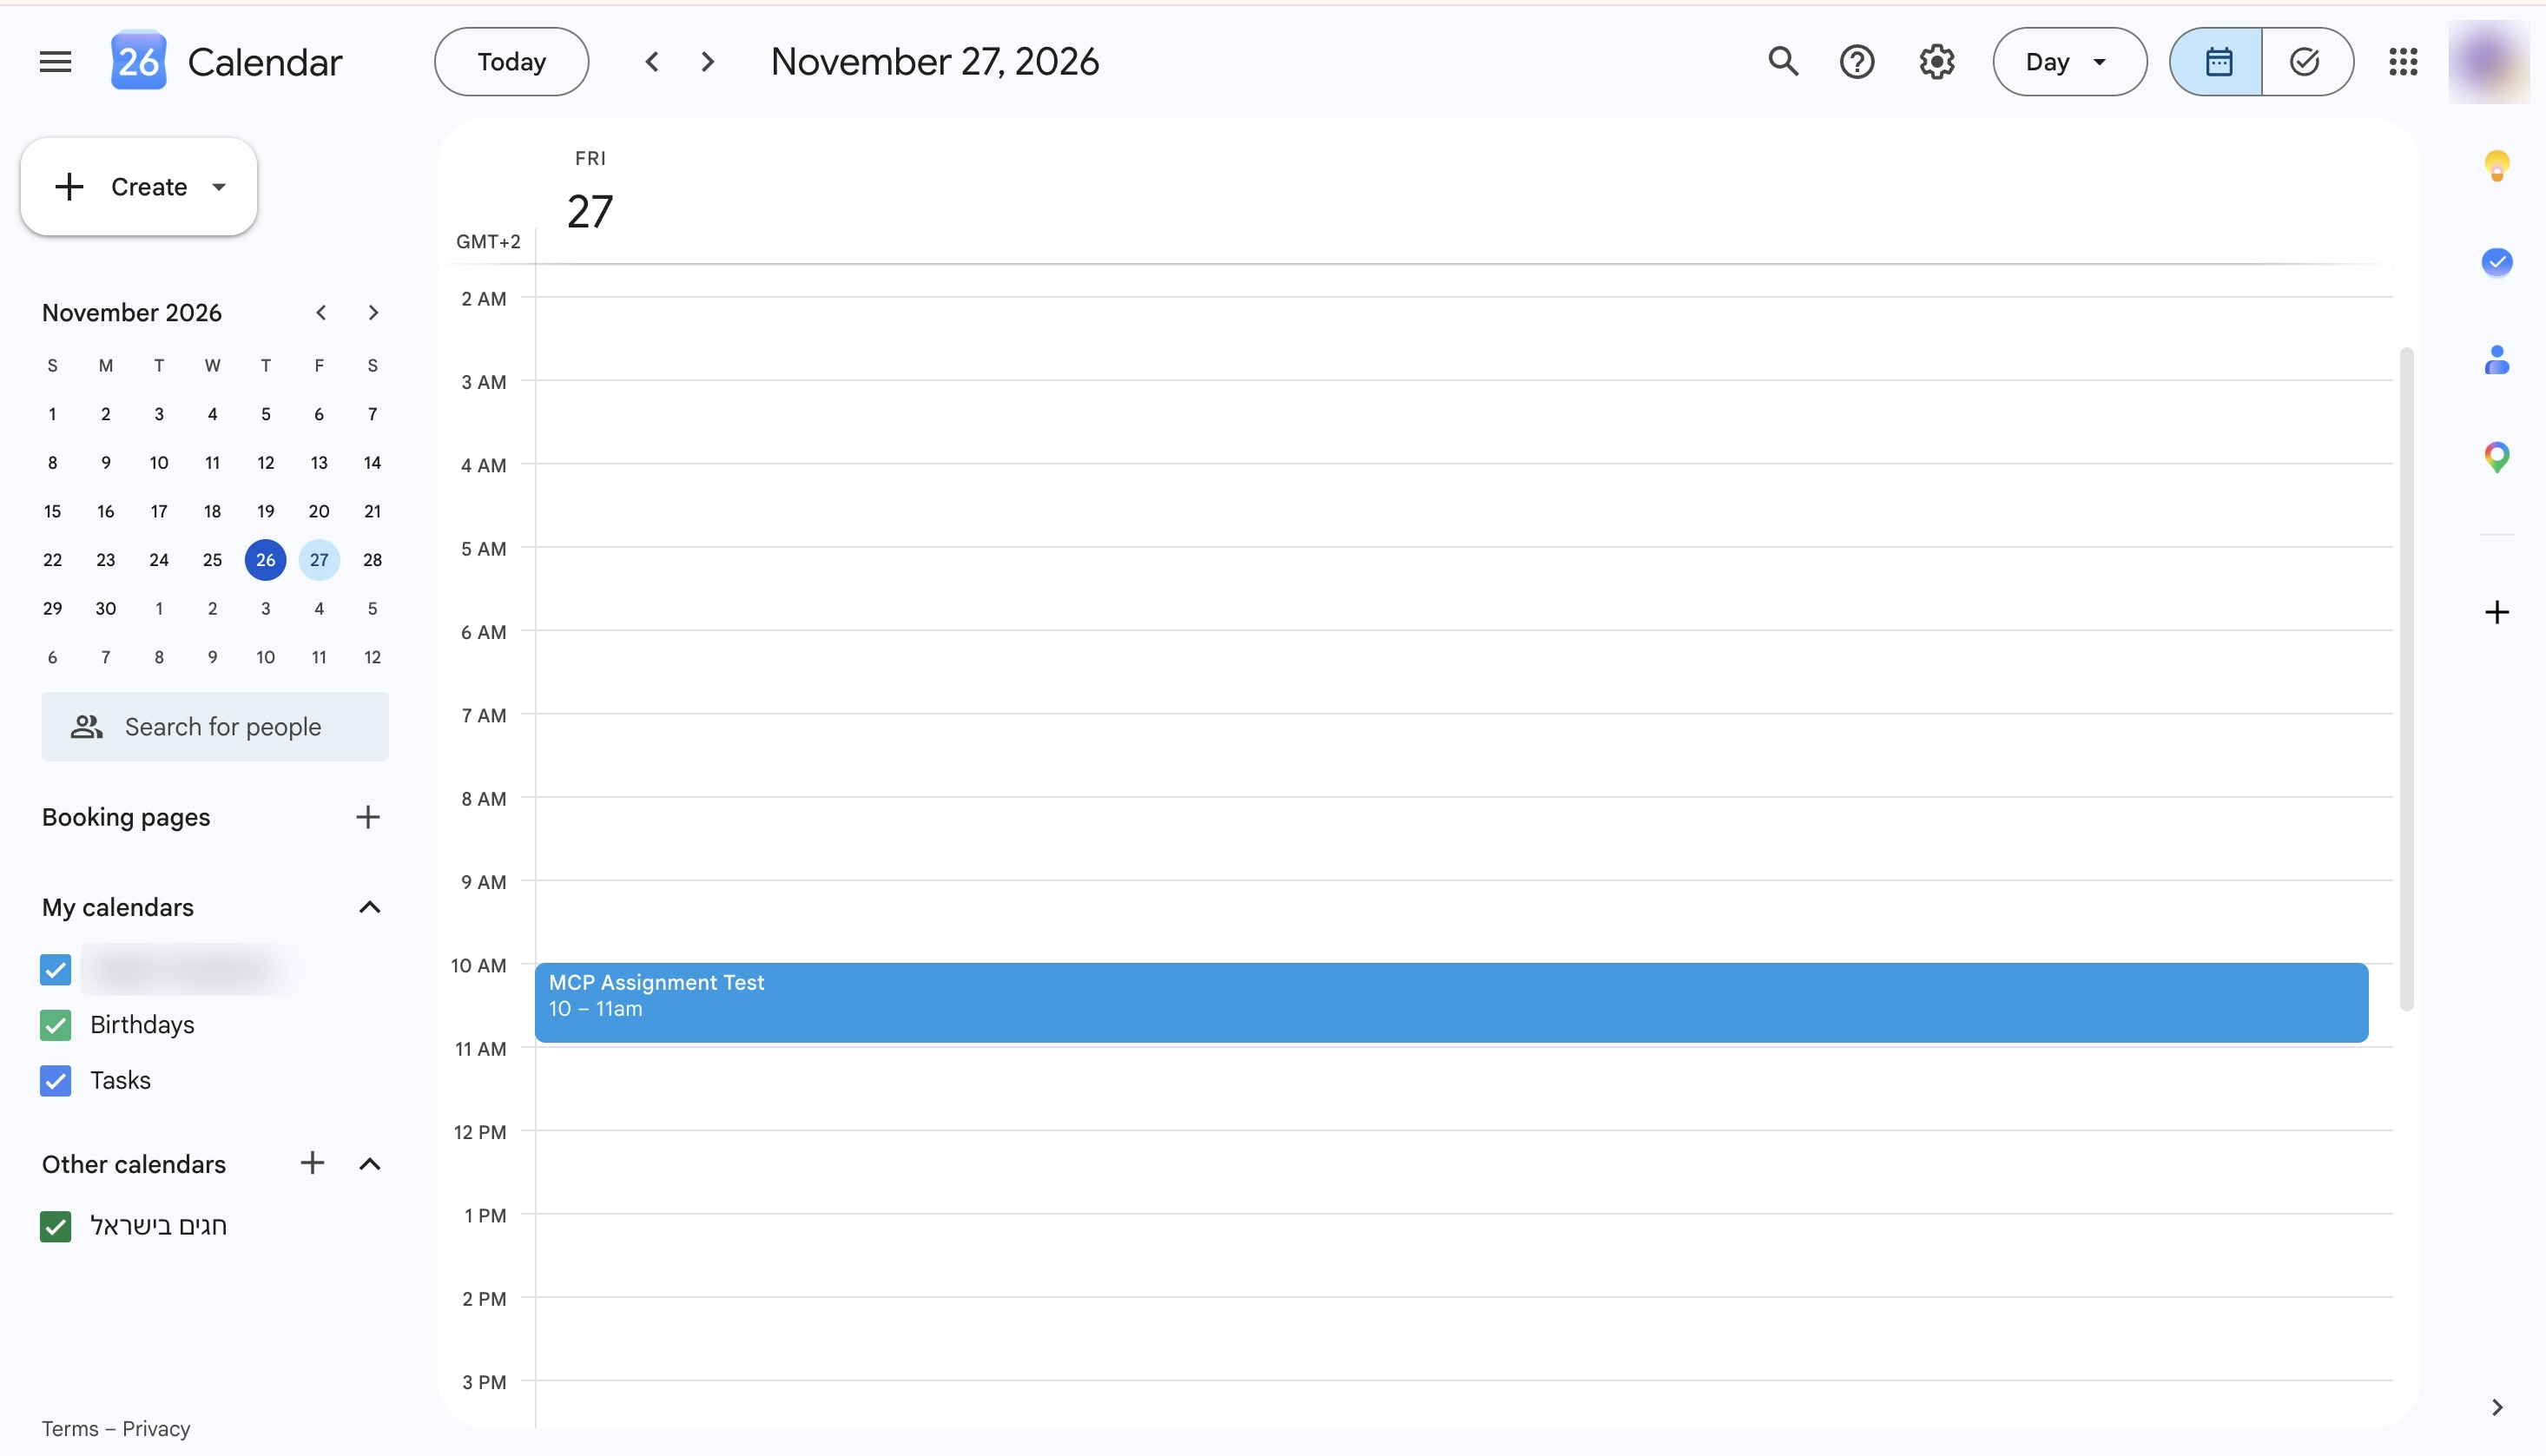 26 Calendar
Today
November 27, 2026
Day
Create
November 2026
S M T W T F S
1 2 3 4 5 6 7
8 9 10 11 12 13 14
15 16 17 18 19 20 21
22 23 24 25 26 27 28
29 30 1 2 3 4 5
6 7 8 9 10 11 12
Search for people
Booking pages
My calendars
Birthdays
Tasks
Other calendars
חגים בישראל
Terms – Privacy
FRI
27
GMT+2
2 AM
3 AM
4 AM
5 AM
6 AM
7 AM
8 AM
9 AM
10 AM
MCP Assignment Test
10 – 11am
11 AM
12 PM
1 PM
2 PM
3 PM